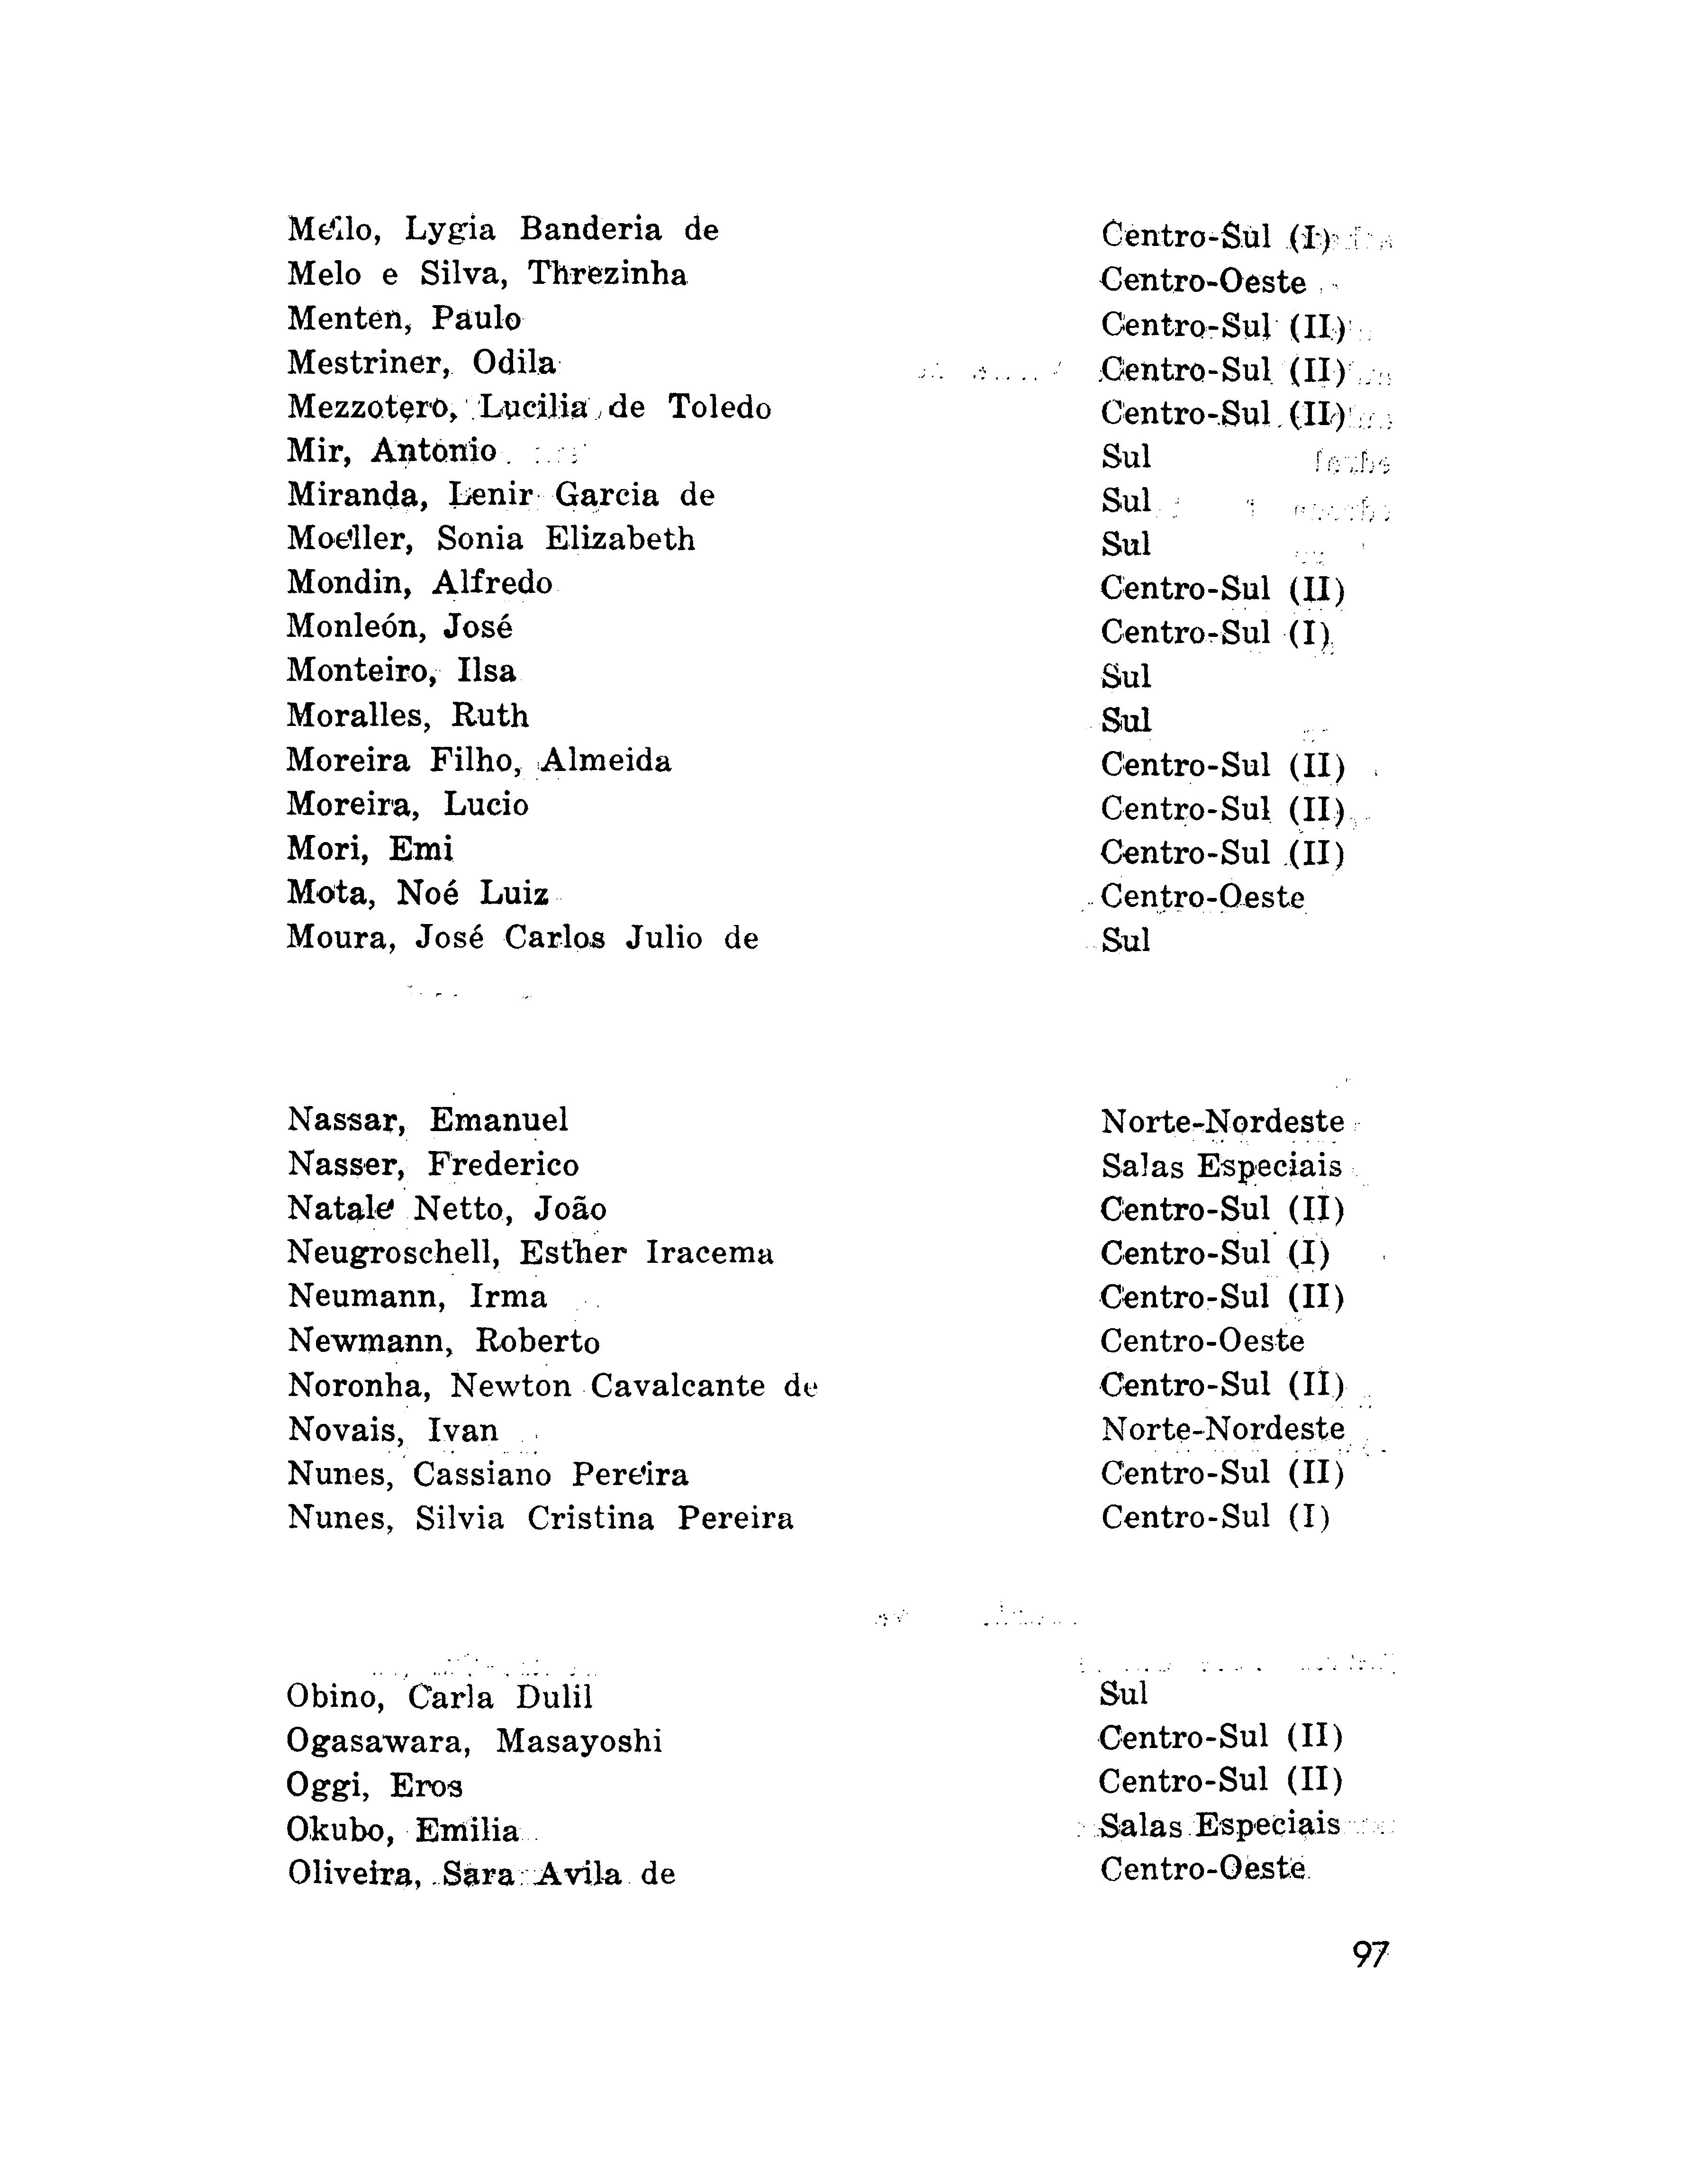 Mello, Lygia Banderia de Centro-Sul (I)
Melo e Silva, Threzinha Centro-Oeste
Menten, Paulo Centro-Sul (II)
Mestriner, Odila Centro-Sul (II)
Mezzotero, Lucilia de Toledo Centro-Sul (II)
Mir, Antonio Sul
Miranda, Lenir Garcia de Sul
Moeller, Sonia Elizabeth Sul
Mondin, Alfredo Centro-Sul (II)
Monleón, José Centro-Sul (I)
Monteiro, Ilsa Sul
Moralles, Ruth Sul
Moreira Filho, Almeida Centro-Sul (II)
Moreira, Lucio Centro-Sul (II)
Mori, Emi Centro-Sul (II)
Mota, Noé Luiz Centro-Oeste
Moura, José Carlos Julio de Sul
Nassar, Emanuel Norte-Nordeste
Nasser, Frederico Salas Especiais
Natale Netto, João Centro-Sul (II)
Neugroschell, Esther Iracema Centro-Sul (I)
Neumann, Irma Centro-Sul (II)
Newmann, Roberto Centro-Oeste
Noronha, Newton Cavalcante de Centro-Sul (II)
Novais, Ivan Norte-Nordeste
Nunes, Cassiano Pereira Centro-Sul (II)
Nunes, Silvia Cristina Pereira Centro-Sul (I)
Obino, Carla Dulil Sul
Ogasawara, Masayoshi Centro-Sul (II)
Oggi, Eros Centro-Sul (II)
Okubo, Emilia Salas Especiais
Oliveira, Sara Avila de Centro-Oeste
97